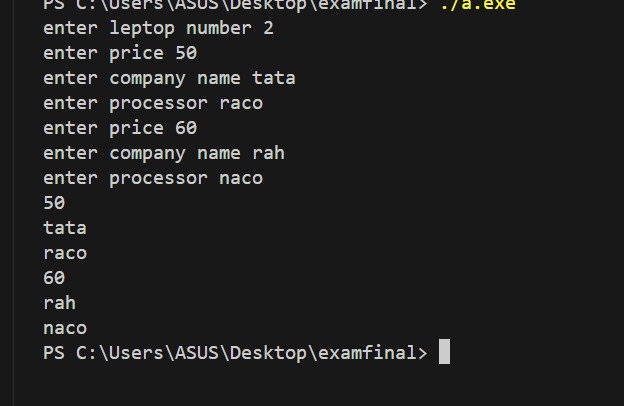 PS C:\Users\ASUS\Desktop\examfinal> ./a.exe
enter leptop number 2
enter price 50
enter company name tata
enter processor raco
enter price 60
enter company name rah
enter processor naco
50
tata
raco
60
rah
naco
PS C:\Users\ASUS\Desktop\examfinal>